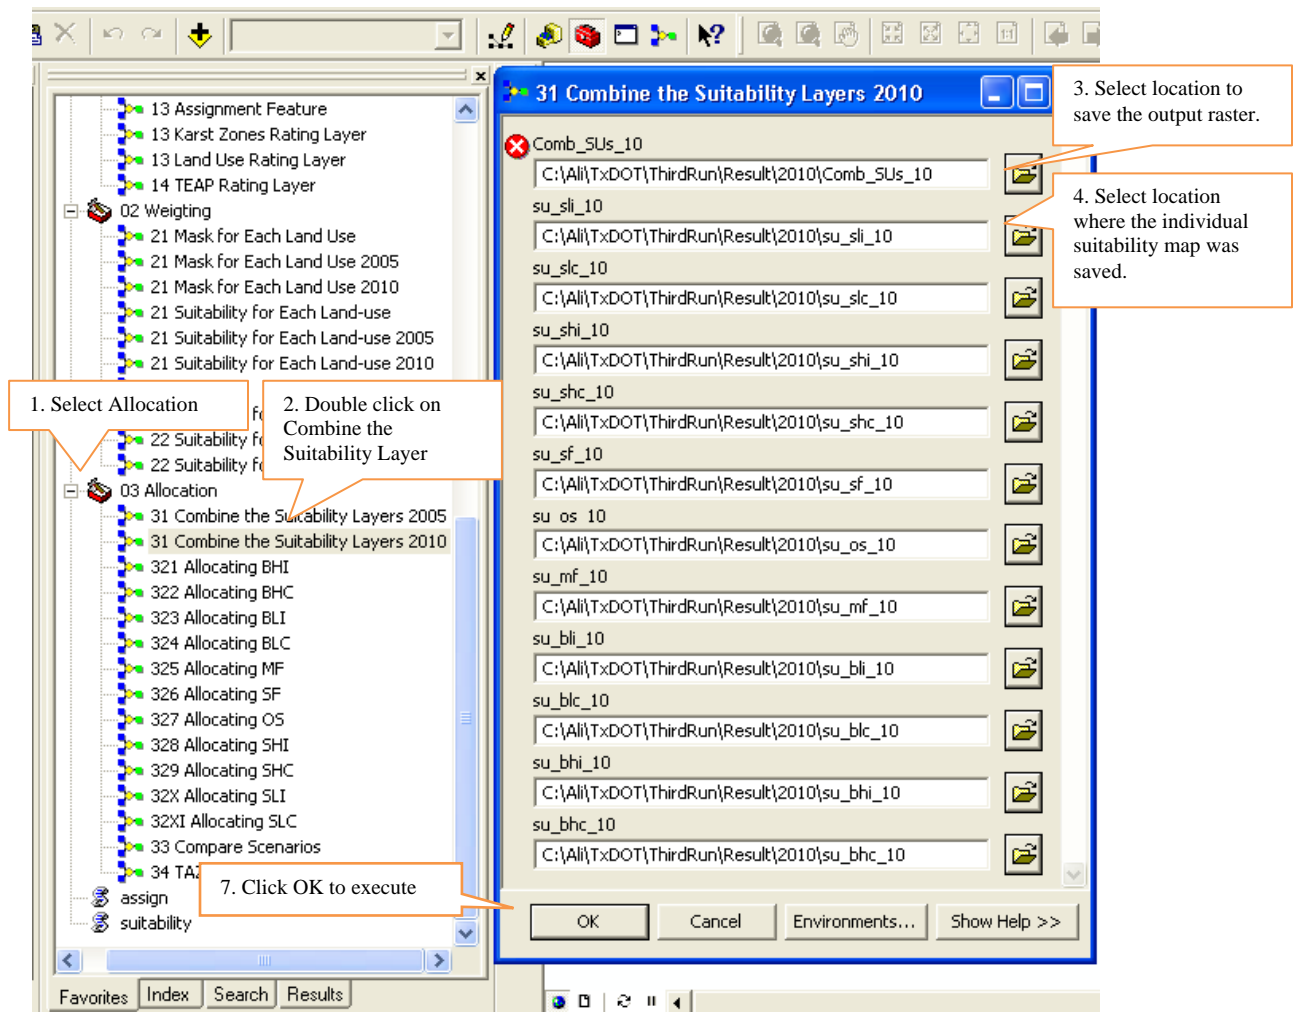 13 Assignment Feature
13 Karst Zones Rating Layer
13 Land Use Rating Layer
14 TEAP Rating Layer
02 Weigting
21 Mask for Each Land Use
21 Mask for Each Land Use 2005
21 Mask for Each Land Use 2010
21 Suitability for Each Land-use
21 Suitability for Each Land-use 2005
21 Suitability for Each Land-use 2010
1. Select Allocation
2. Double click on
Combine the
Suitability Layer
22 Suitability fo
22 Suitability fo
03 Allocation
31 Combine the Suitability Layers 2005
31 Combine the Suitability Layers 2010
321 Allocating BHI
322 Allocating BHC
323 Allocating BLI
324 Allocating BLC
325 Allocating MF
326 Allocating SF
327 Allocating OS
328 Allocating SHI
329 Allocating SHC
32X Allocating SLI
32XI Allocating SLC
33 Compare Scenarios
34 TAZ
7. Click OK to execute
assign
suitability
Favorites Index Search Results
31 Combine the Suitability Layers 2010
3. Select location to
save the output raster.
Comb_SUs_10
C:\Ali\TxDOT\ThirdRun\Result\2010\Comb_SUs_10
4. Select location
where the individual
suitability map was
saved.
su_sli_10
C:\Ali\TxDOT\ThirdRun\Result\2010\su_sli_10
su_slc_10
C:\Ali\TxDOT\ThirdRun\Result\2010\su_slc_10
su_shi_10
C:\Ali\TxDOT\ThirdRun\Result\2010\su_shi_10
su_shc_10
C:\Ali\TxDOT\ThirdRun\Result\2010\su_shc_10
su_sf_10
C:\Ali\TxDOT\ThirdRun\Result\2010\su_sf_10
su_os_10
C:\Ali\TxDOT\ThirdRun\Result\2010\su_os_10
su_mf_10
C:\Ali\TxDOT\ThirdRun\Result\2010\su_mf_10
su_bli_10
C:\Ali\TxDOT\ThirdRun\Result\2010\su_bli_10
su_blc_10
C:\Ali\TxDOT\ThirdRun\Result\2010\su_blc_10
su_bhi_10
C:\Ali\TxDOT\ThirdRun\Result\2010\su_bhi_10
su_bhc_10
C:\Ali\TxDOT\ThirdRun\Result\2010\su_bhc_10
OK Cancel Environments... Show Help >>